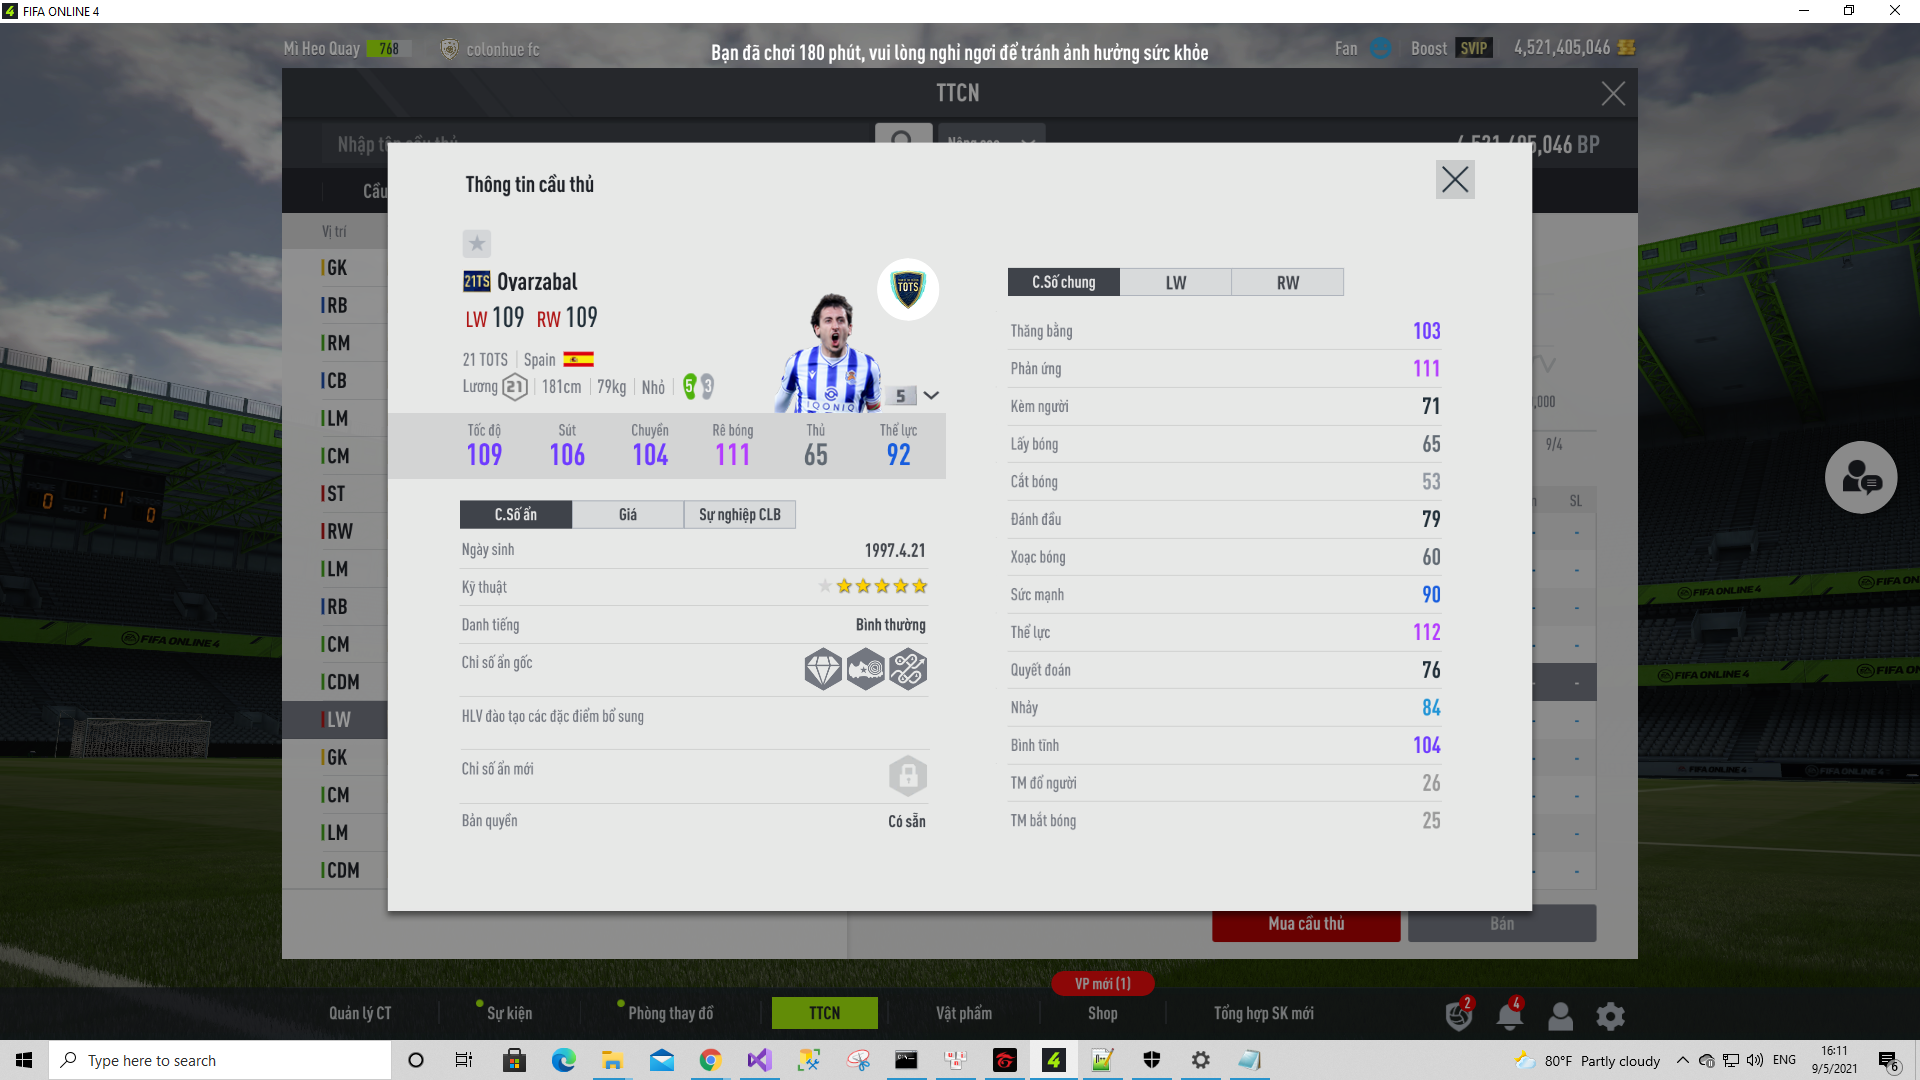 FIFA ONLINE 4
Mì Heo Quay 768 colonhue fc
Bạn đã chơi 180 phút, vui lòng nghỉ ngơi để tránh ảnh hưởng sức khỏe
Fan Boost SVIP 4,521,405,046
TTCN
Nhập tên cầu thủ
BP
Cầu
Vị trí
GK
RB
RM
CB
LM
CM
ST
RW
LM
RB
CM
CDM
LW
GK
CM
LM
CDM
Thông tin cầu thủ
21TS Oyarzabal
LW 109 RW 109
21 TOTS Spain
Lương 21 181cm 79kg Nhỏ 5 3
TOTS
IQONIQ
5
Tốc độ Sút Chuyền Rê bóng Thủ Thể lực
109 106 104 111 65 92
C.Số ẩn Giá Sự nghiệp CLB
Ngày sinh 1997.4.21
Kỹ thuật
Danh tiếng Bình thường
Chỉ số ẩn gốc
HLV đào tạo các đặc điểm bổ sung
Chỉ số ẩn mới
Bản quyền Có sẵn
C.Số chung LW RW
Thăng bằng 103
Phản ứng 111
Kèm người 71
Lấy bóng 65
Cắt bóng 53
Đánh đầu 79
Xoạc bóng 60
Sức mạnh 90
Thể lực 112
Quyết đoán 76
Nhảy 84
Bình tĩnh 104
TM đổ người 26
TM bắt bóng 25
9/4
SL
Mua cầu thủ Bán
VP mới (1)
Quản lý CT Sự kiện Phòng thay đồ TTCN Vật phẩm Shop Tổng hợp SK mới 2 4
Type here to search
80°F Partly cloudy ENG 16:11
9/5/2021 6